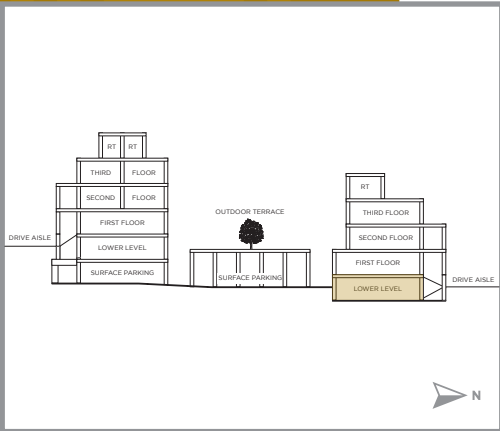 RT RT
THIRD FLOOR
SECOND FLOOR
FIRST FLOOR
DRIVE AISLE
LOWER LEVEL
SURFACE PARKING
OUTDOOR TERRACE
SURFACE PARKING
RT
THIRD FLOOR
SECOND FLOOR
FIRST FLOOR
DRIVE AISLE
LOWER LEVEL
N